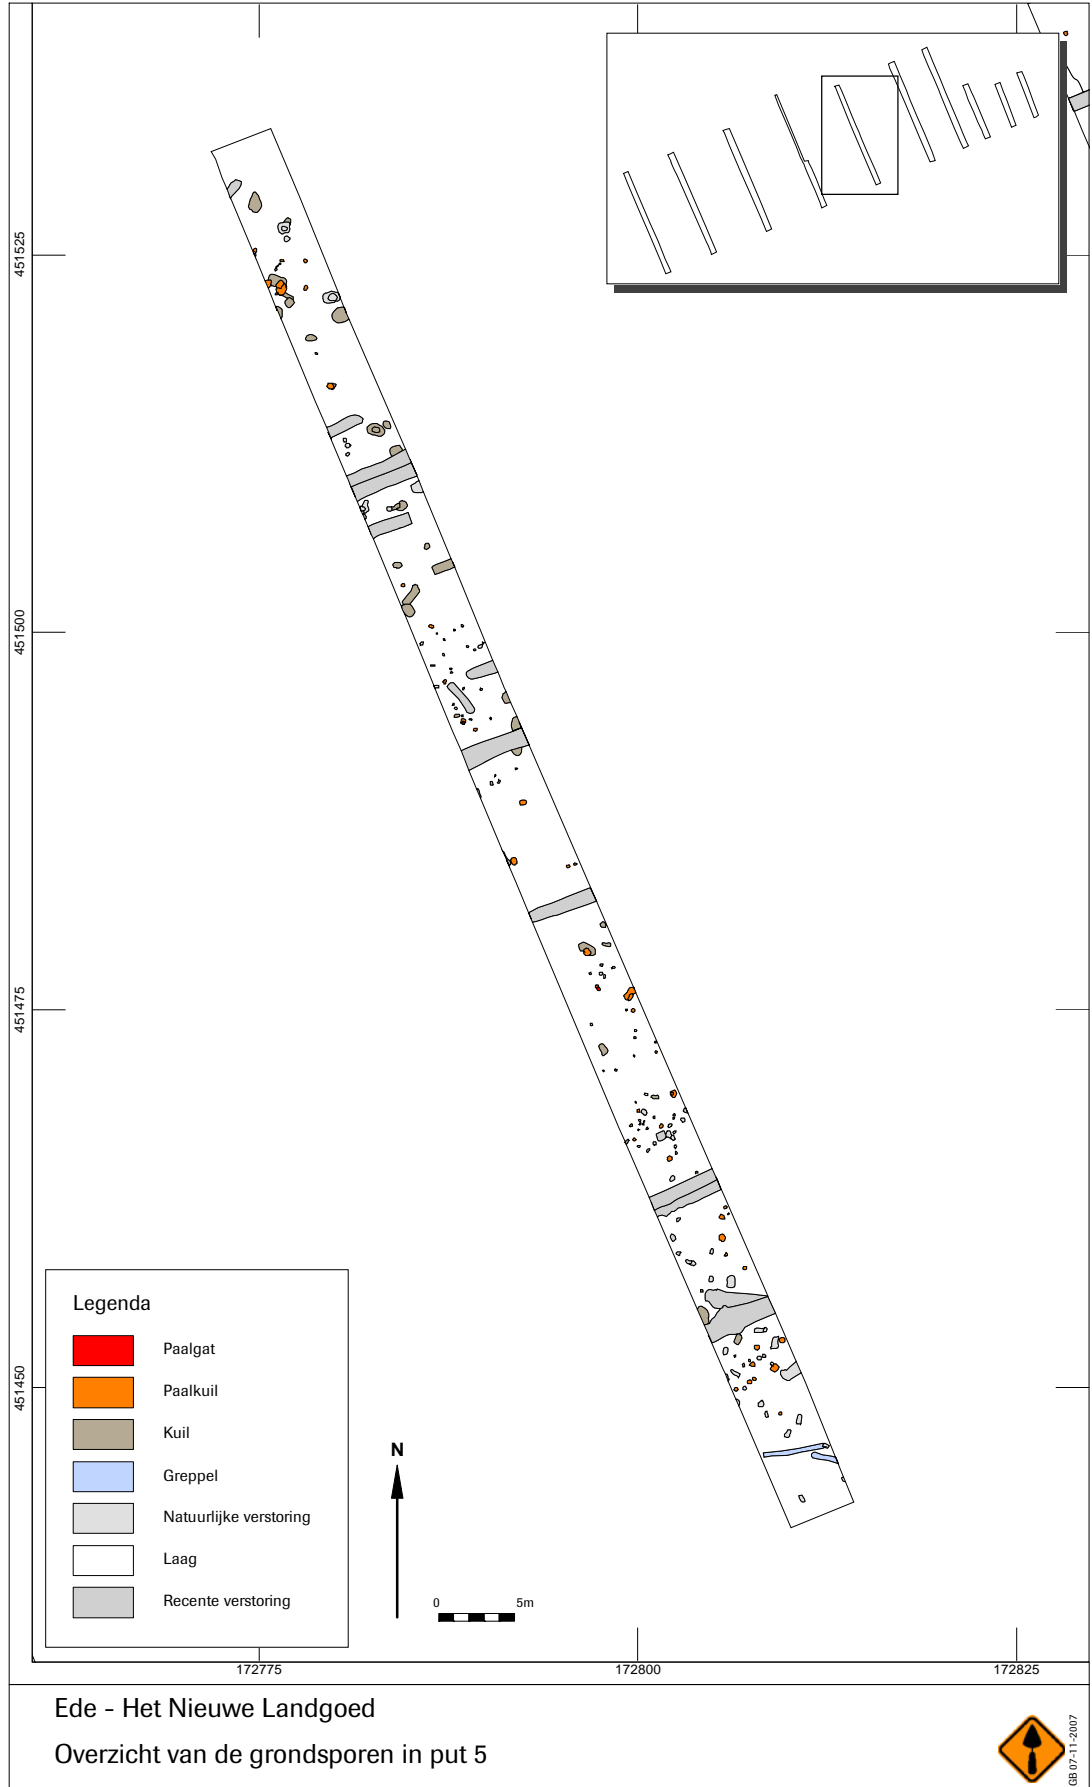 451525
451500
451475
451450
Legenda
Paalgat
Paalkuil
Kuil
Greppel
Natuurlijke verstoring
Laag
Recente verstoring
N
0 5m
172775 172800 172825
Ede - Het Nieuwe Landgoed
Overzicht van de grondsporen in put 5
GB 07-11-2007